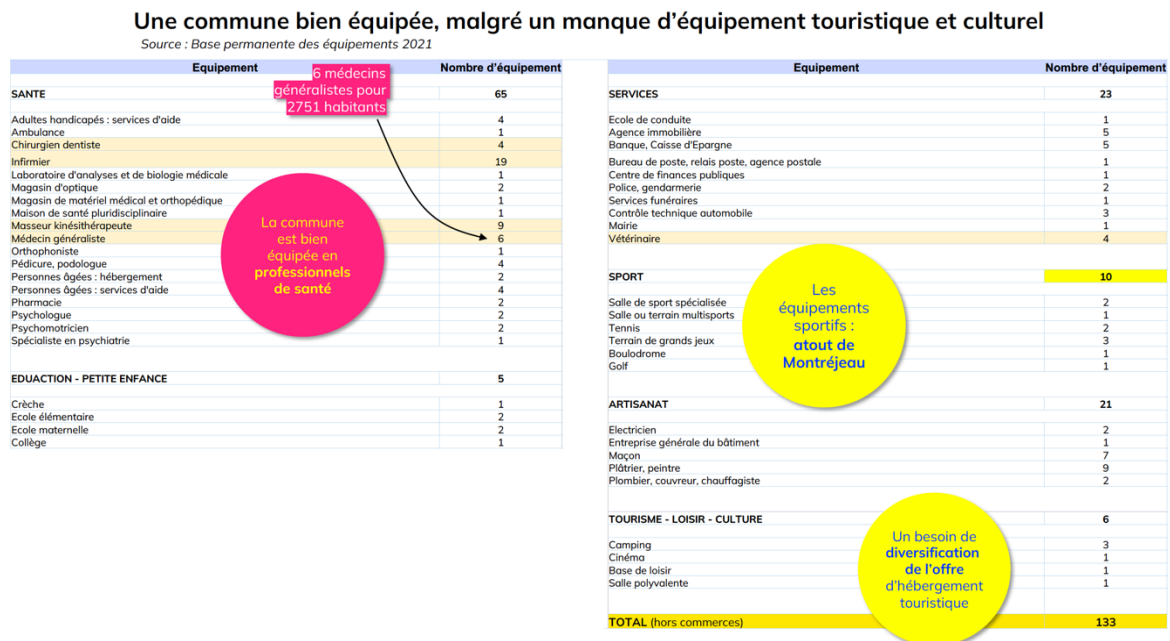 Une commune bien équipée, malgré un manque d'équipement touristique et culturel
Source : Base permanente des équipements 2021
Equipement Nombre d'équipement
6 médecins
généralistes pour
2751 habitants
SANTE 65
Adultes handicapés : services d'aide 4
Ambulance 1
Chirurgien dentiste 4
Infirmier 19
Laboratoire d'analyses et de biologie médicale 1
Magasin d'optique 2
Magasin de matériel médical et orthopédique 1
Maison de santé pluridisciplinaire 1
Masseur kinésithérapeute 9
Médecin généraliste 6
Orthophoniste 1
Pédicure, podologue 4
Personnes âgées : hébergement 2
Personnes âgées : services d'aide 4
Pharmacie 2
Psychologue 2
Psychomotricien 2
Spécialiste en psychiatrie 1
La commune
est bien
équipée en
professionnels
de santé
EDUACTION - PETITE ENFANCE 5
Crèche 1
Ecole élémentaire 2
Ecole maternelle 2
Collège 1
Equipement Nombre d'équipement
SERVICES 23
Ecole de conduite 1
Agence immobilière 5
Banque, Caisse d'Epargne 5
Bureau de poste, relais poste, agence postale 1
Centre de finances publiques 1
Police, gendarmerie 2
Services funéraires 1
Contrôle technique automobile 3
Mairie 1
Vétérinaire 4
SPORT 10
Salle de sport spécialisée 2
Salle ou terrain multisports 1
Tennis 2
Terrain de grands jeux 3
Boulodrome 1
Golf 1
Les
équipements
sportifs :
atout de
Montréjeau
ARTISANAT 21
Electricien 2
Entreprise générale du bâtiment 1
Maçon 7
Plâtrier, peintre 9
Plombier, couvreur, chauffagiste 2
TOURISME - LOISIR - CULTURE 6
Camping 3
Cinéma 1
Base de loisir 1
Salle polyvalente 1
Un besoin de
diversification
de l'offre
d'hébergement
touristique
TOTAL (hors commerces) 133